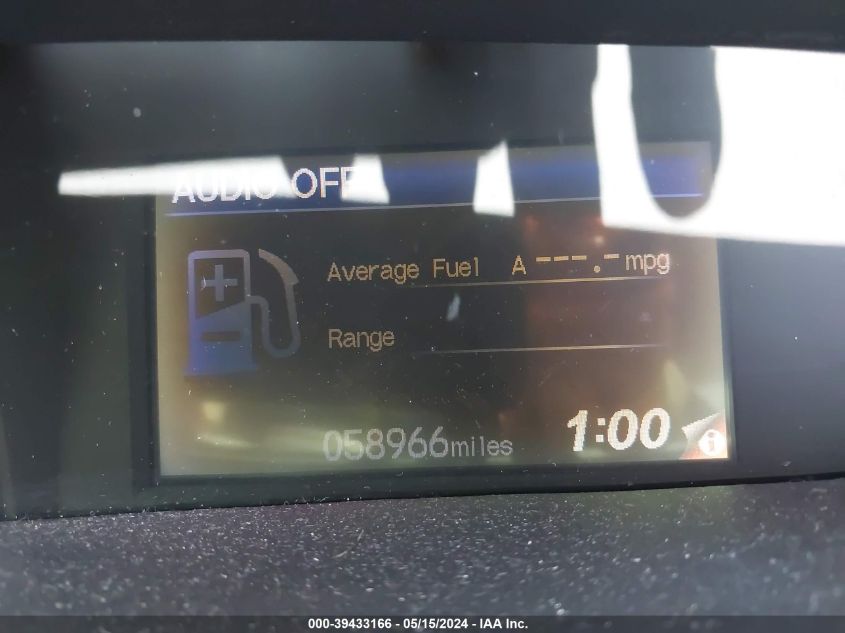 AUDIO OFF
Average Fuel A ---.- mpg
Range
058966miles 1:00
i
000-39433166 - 05/15/2024 - IAA Inc.